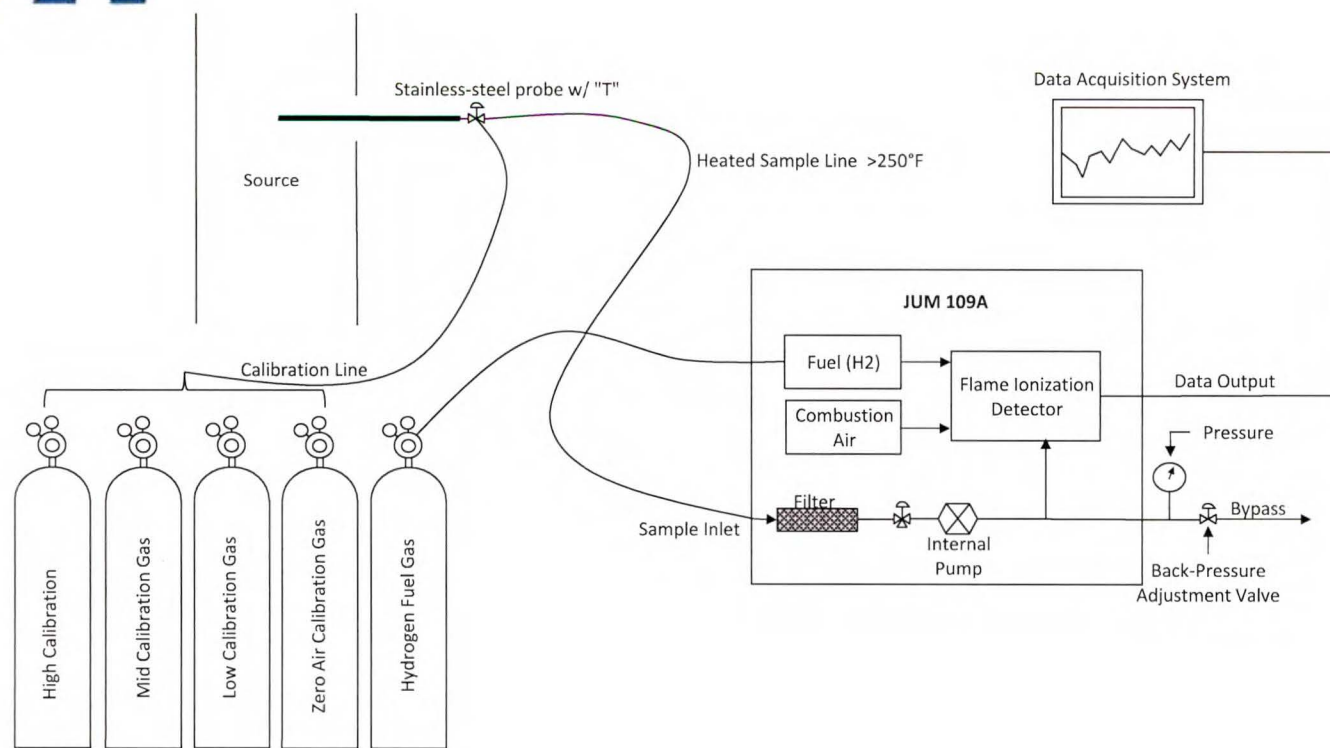 Stainless-steel probe w/ "T"
Data Acquisition System
Source
Heated Sample Line >250°F
JUM 109A
Calibration Line
Fuel (H2)
Flame Ionization
Detector
Data Output
Combustion
Air
Pressure
Filter
Sample Inlet
Internal
Pump
Bypass
Back-Pressure
Adjustment Valve
High Calibration
Mid Calibration Gas
Low Calibration Gas
Zero Air Calibration Gas
Hydrogen Fuel Gas